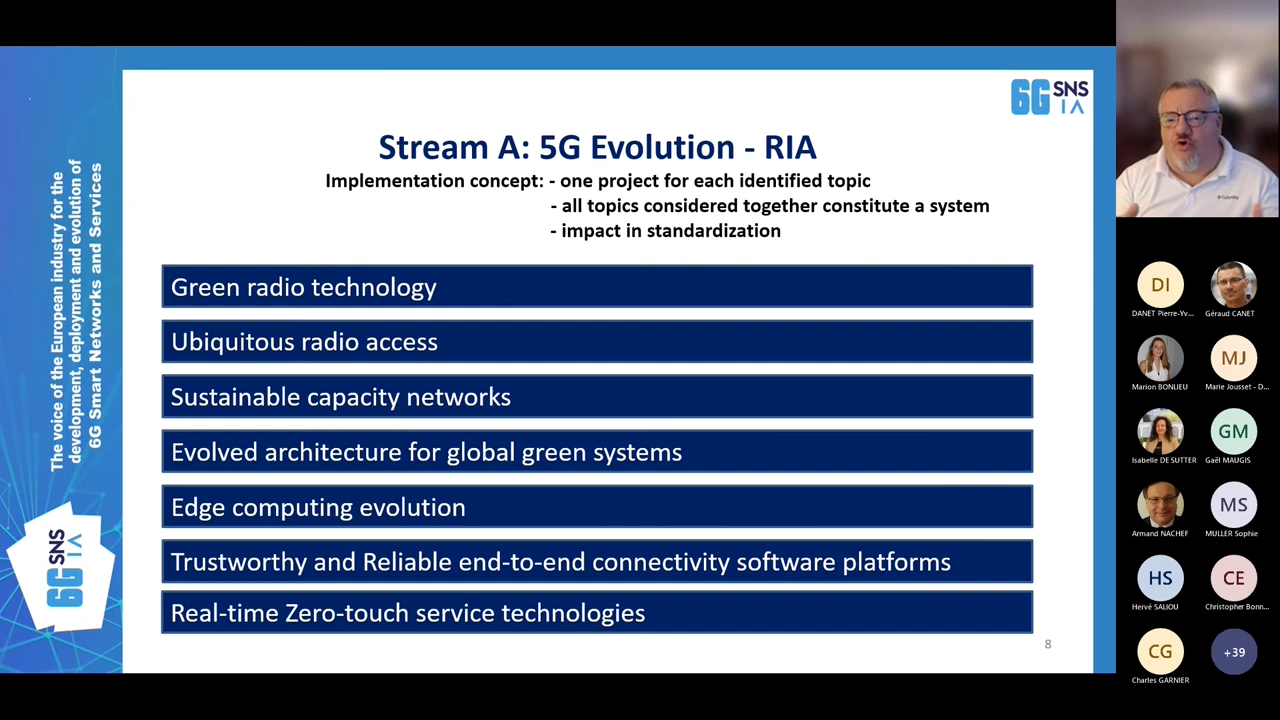 The voice of the European industry for the
development, deployment and evolution of
6G Smart Networks and Services
6G SNS
IA
6G SNS
IA
Stream A: 5G Evolution - RIA
Implementation concept: - one project for each identified topic
- all topics considered together constitute a system
- impact in standardization
Green radio technology
Ubiquitous radio access
Sustainable capacity networks
Evolved architecture for global green systems
Edge computing evolution
Trustworthy and Reliable end-to-end connectivity software platforms
Real-time Zero-touch service technologies
8
DI
DANET Pierre-Yv...
Géraud CANET
Marion BONLIEU
MJ
Marie Jousset - D...
Isabelle DE SUTTER
GM
Gaël MAUGIS
Armand NACHEF
MS
MULLER Sophie
HS
Hervé SALIOU
CE
Christopher Bonn...
CG
Charles GARNIER
+39